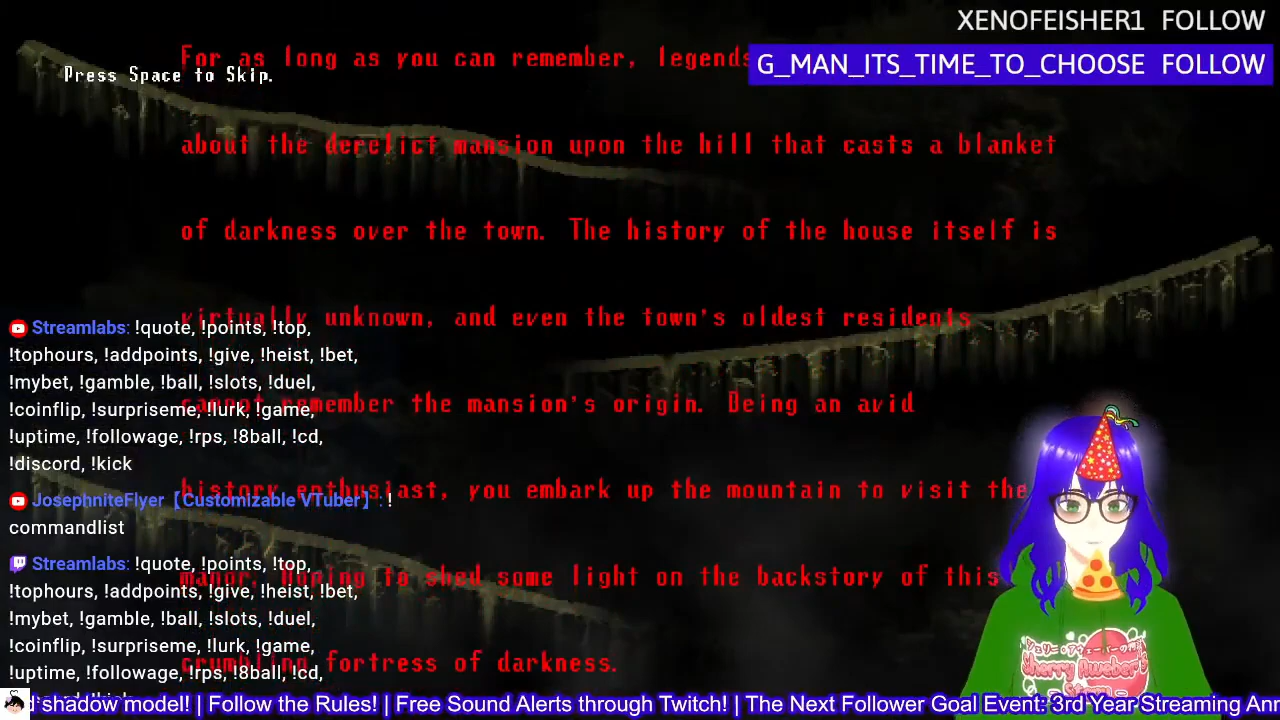 XENOFEISHER1 FOLLOW
G_MAN_ITS_TIME_TO_CHOOSE FOLLOW
Press Space to Skip.
For as long as you can remember, legends
about the derelict mansion upon the hill that casts a blanket
of darkness over the town. The history of the house itself is
virtually unknown, and even the town's oldest residents
cannot remember the mansion's origin. Being an avid
history enthusiast, you embark up the mountain to visit the
manor, hoping to shed some light on the backstory of this
crumbling fortress of darkness.
Streamlabs: !quote, !points, !top,
!tophours, !addpoints, !give, !heist, !bet,
!mybet, !gamble, !ball, !slots, !duel,
!coinflip, !surpriseme, !lurk, !game,
!uptime, !followage, !rps, !8ball, !cd,
!discord, !kick
JosephniteFlyer【Customizable VTuber】: !
commandlist
Streamlabs: !quote, !points, !top,
!tophours, !addpoints, !give, !heist, !bet,
!mybet, !gamble, !ball, !slots, !duel,
!coinflip, !surpriseme, !lurk, !game,
!uptime, !followage, !rps, !8ball, !cd,
Sherry Aweber's
shadow model! | Follow the Rules! | Free Sound Alerts through Twitch! | The Next Follower Goal Event: 3rd Year Streaming